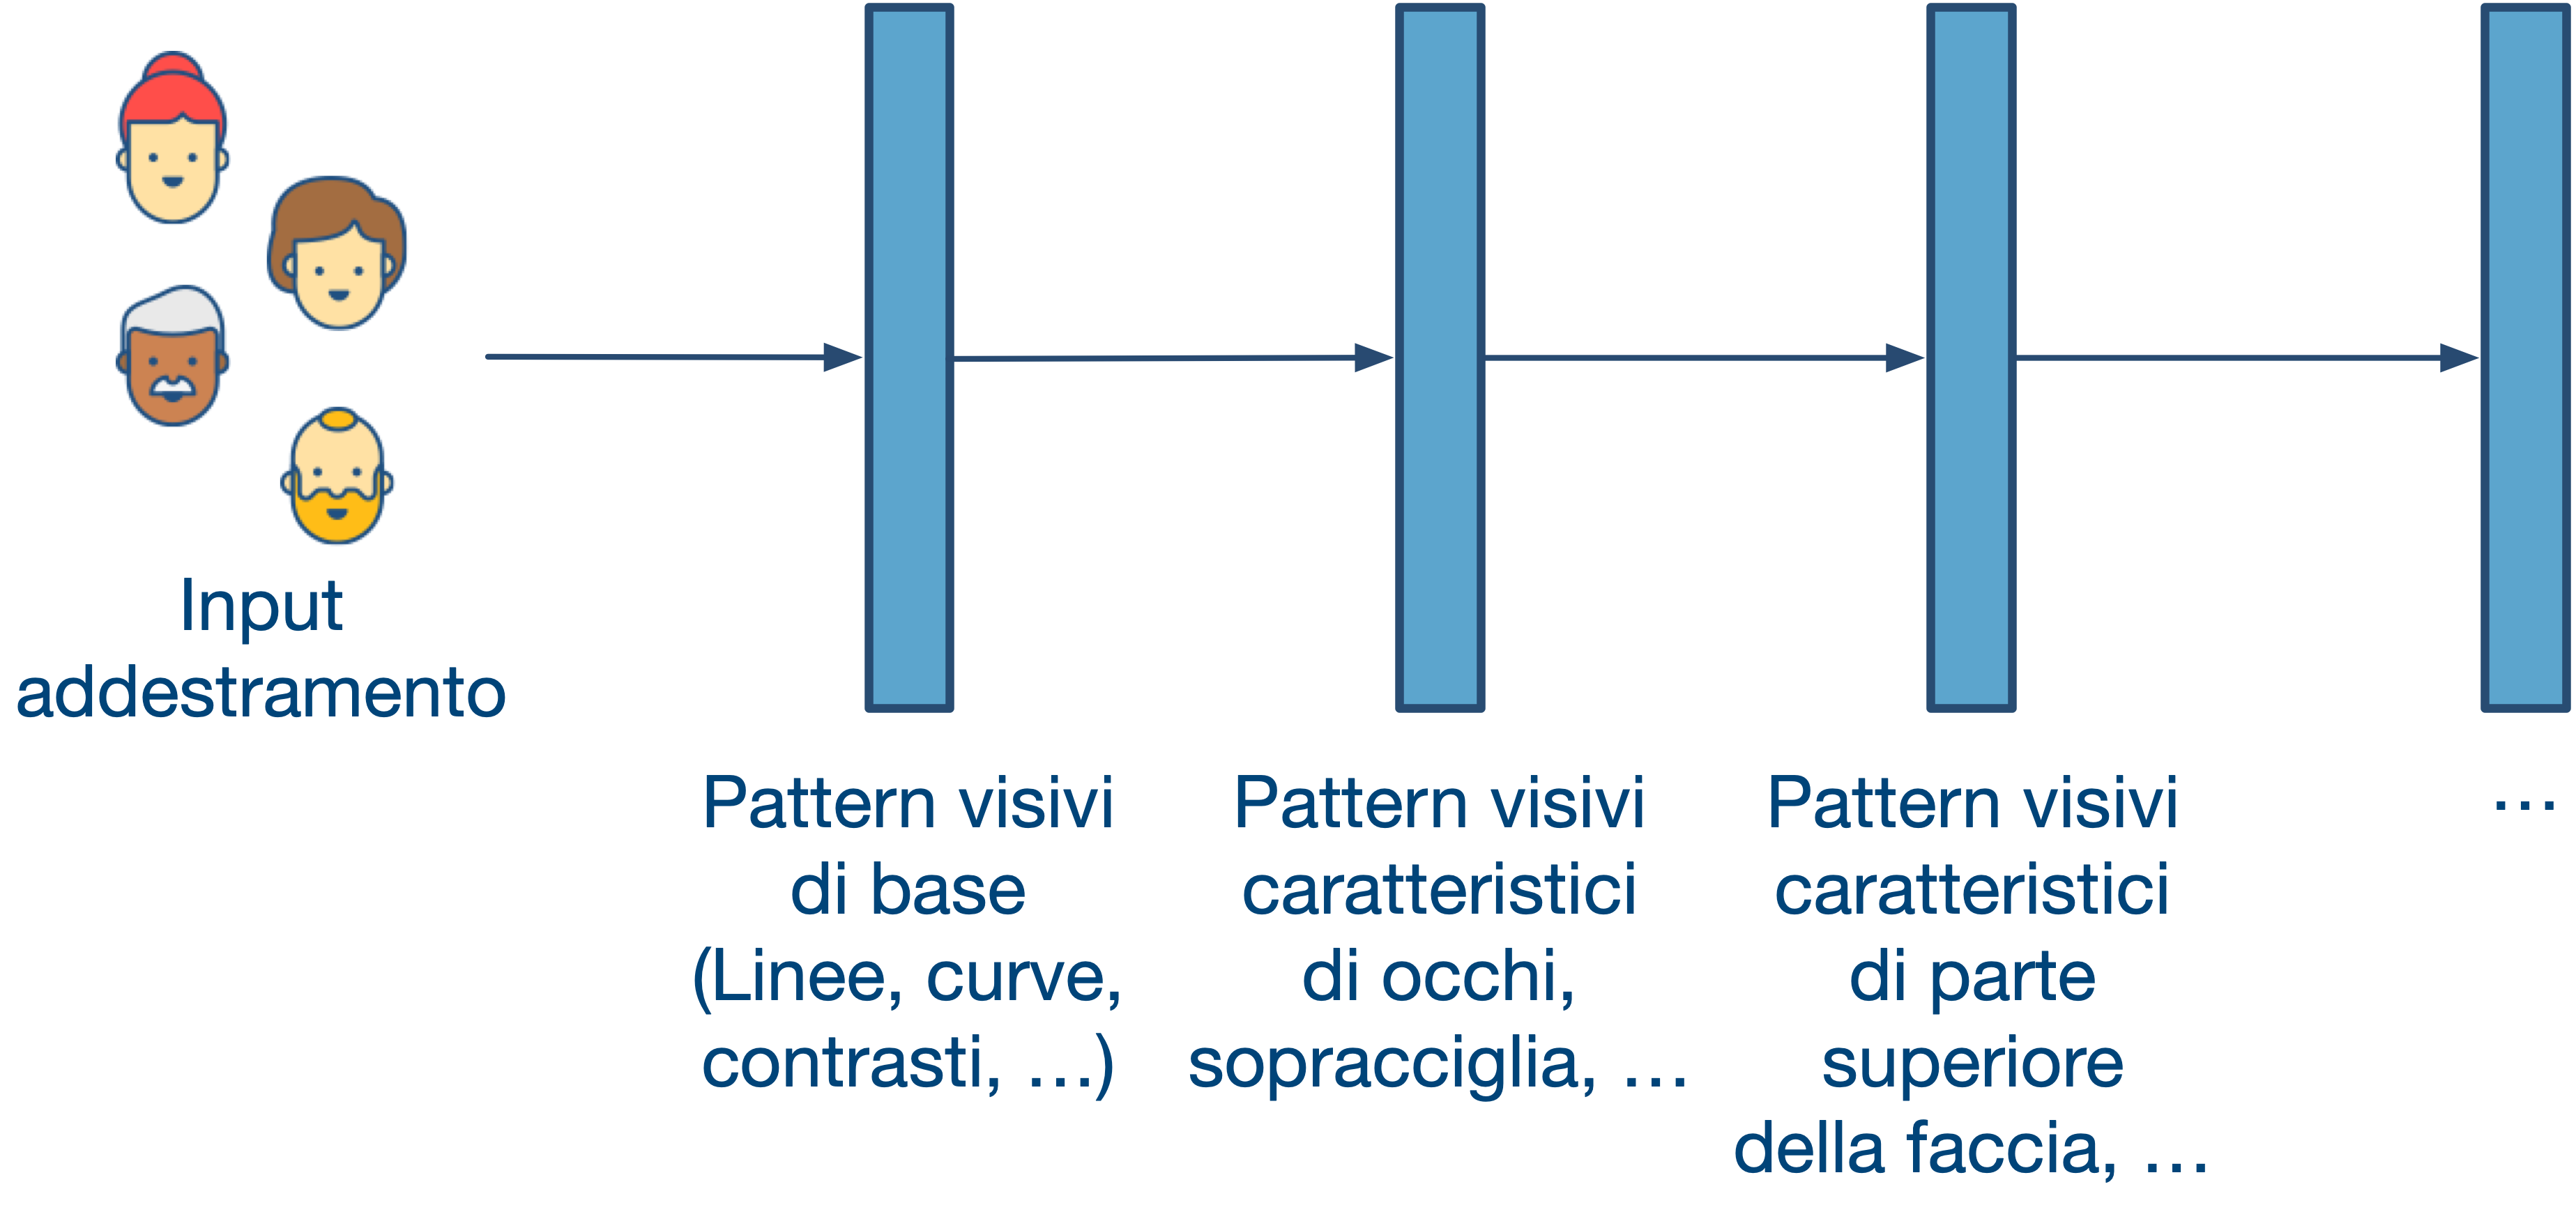 Input
addestramento
Pattern visivi
di base
(Linee, curve,
contrasti, …)
Pattern visivi
caratteristici
di occhi,
sopracciglia, …
Pattern visivi
caratteristici
di parte
superiore
della faccia, …
…